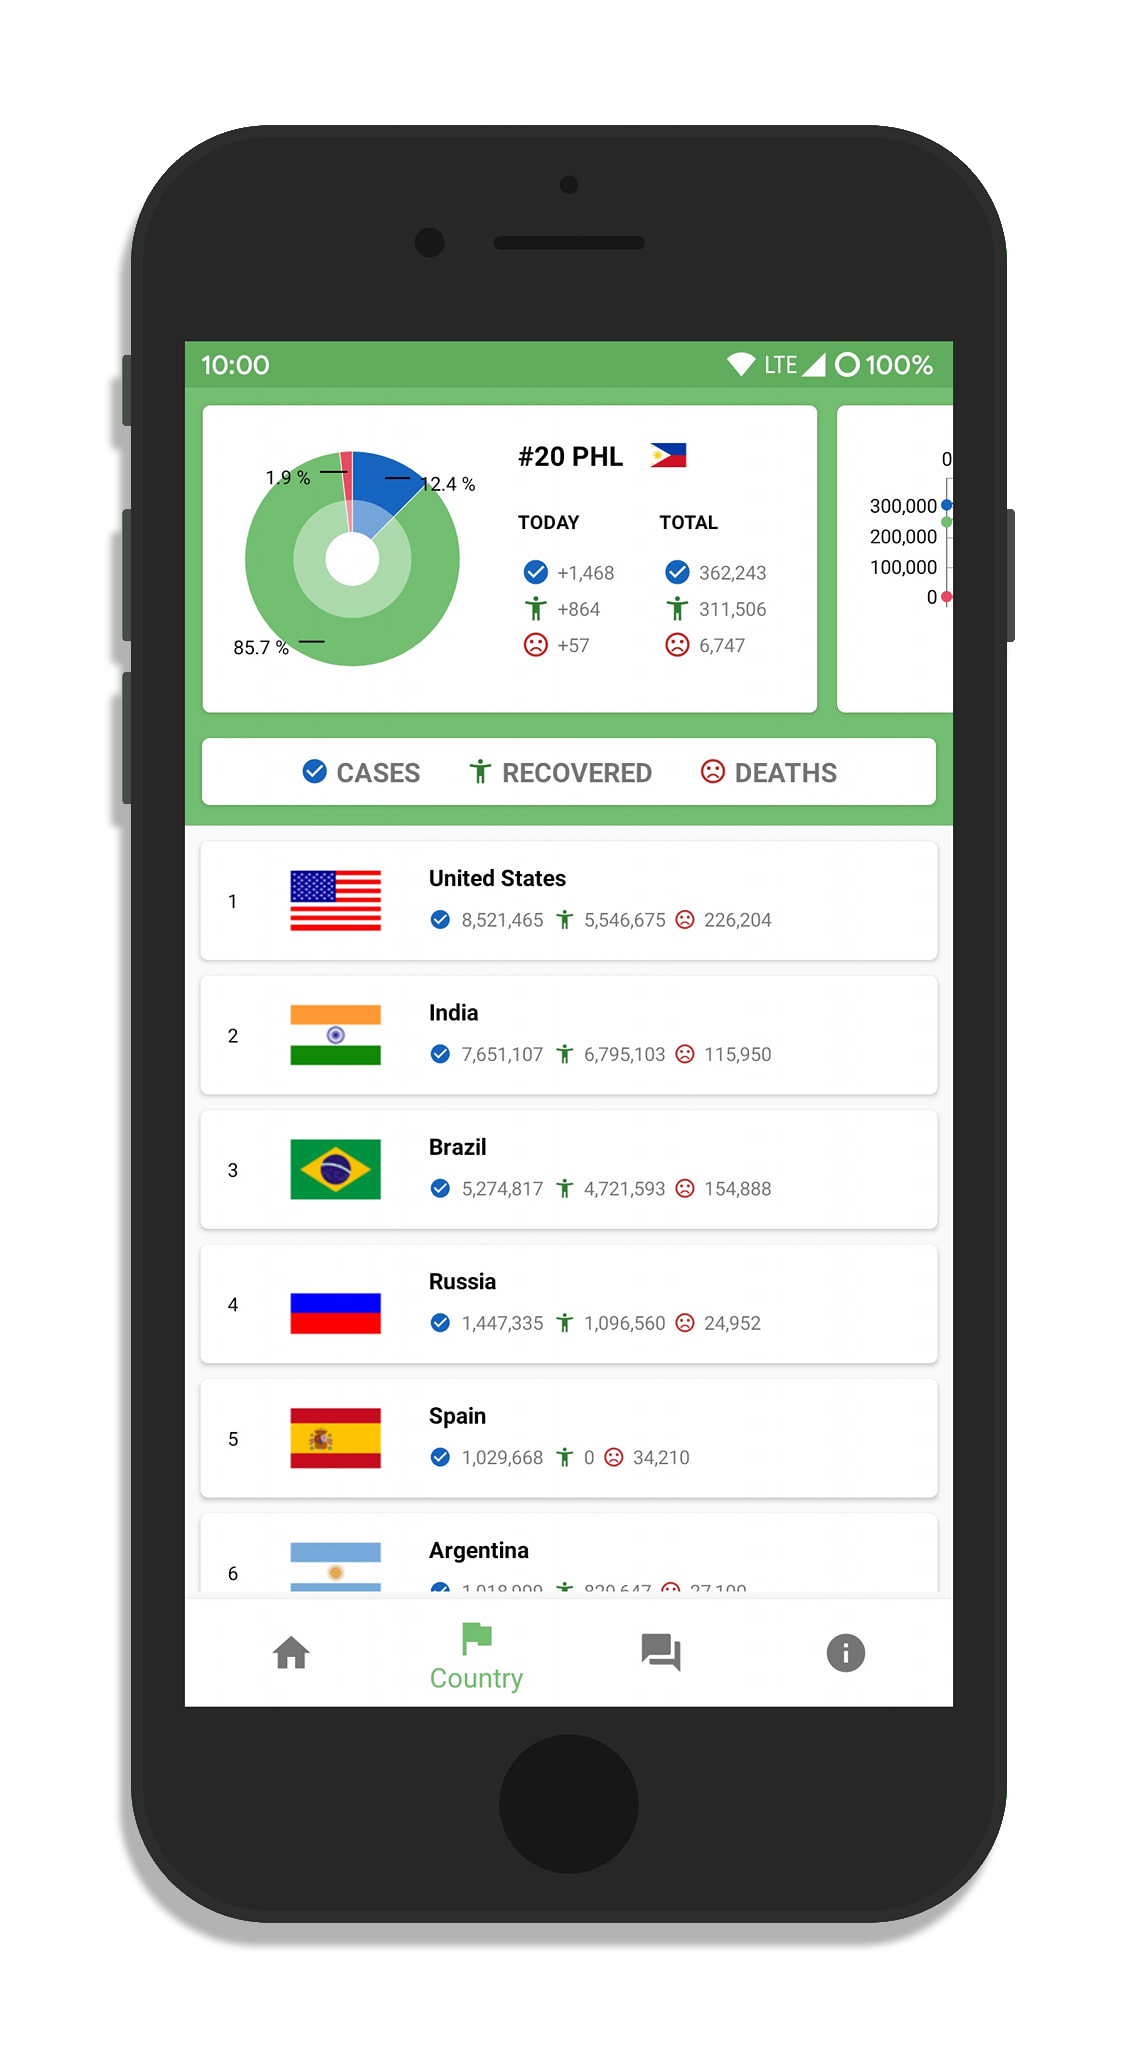 10:00 LTE 100%
1.9 %
12.4 %
85.7 %
#20 PHL
TODAY TOTAL
+1,468 362,243
+864 311,506
+57 6,747
0
300,000
200,000
100,000
0
CASES RECOVERED DEATHS
1
United States
8,521,465 5,546,675 226,204
2
India
7,651,107 6,795,103 115,950
3
Brazil
5,274,817 4,721,593 154,888
4
Russia
1,447,335 1,096,560 24,952
5
Spain
1,029,668 0 34,210
6
Argentina
Country